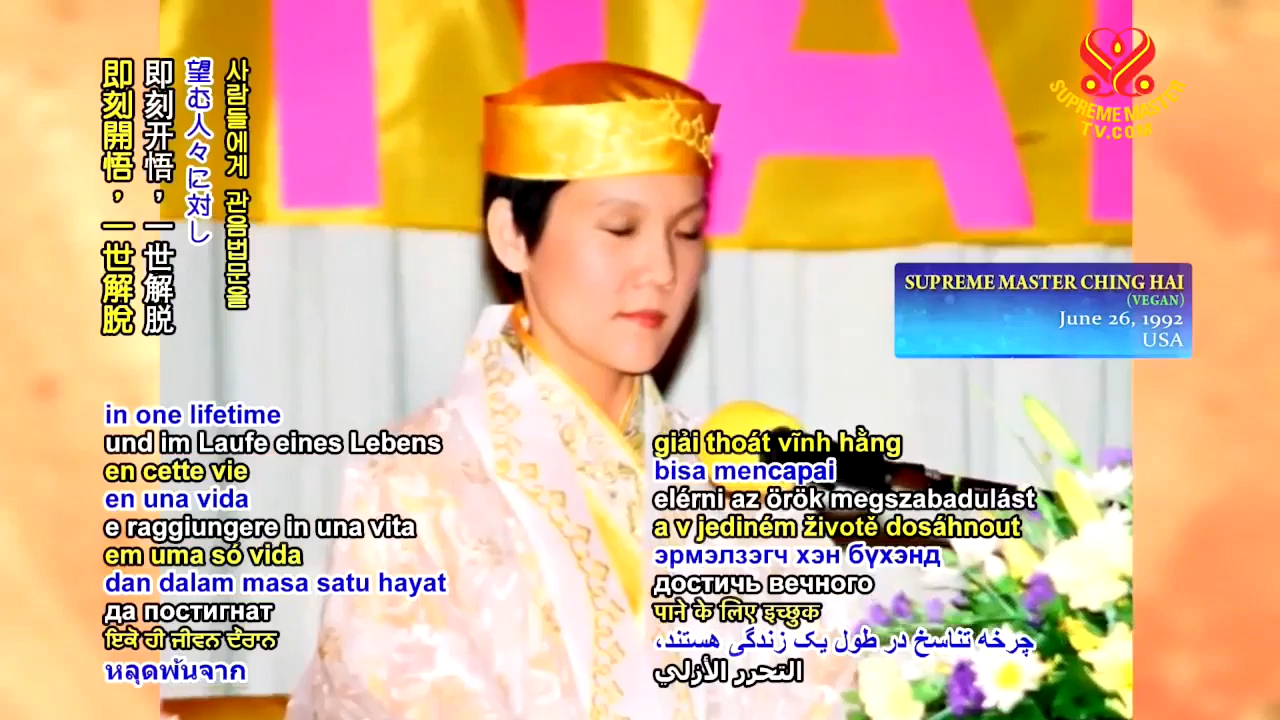 사람들에게 관음법문을
望む人々に対し
即刻开悟，一世解脱
即刻開悟，一世解脫
SUPREME MASTER
TV.COM
SUPREME MASTER CHING HAI
(VEGAN)
June 26, 1992
USA
in one lifetime
und im Laufe eines Lebens
en cette vie
en una vida
e raggiungere in una vita
em uma só vida
dan dalam masa satu hayat
да постигнат
ਇਕੋ ਹੀ ਜੀਵਨ ਦੌਰਾਨ
หลุดพ้นจาก
giải thoát vĩnh hằng
bisa mencapai
elérni az örök megszabadulást
a v jediném životě dosáhnout
эрмэлзэгч хэн бүхэнд
достичь вечного
पाने के लिए इच्छुक
چرخه تناسخ در طول یک زندگی هستند،
التحرر الأزلي